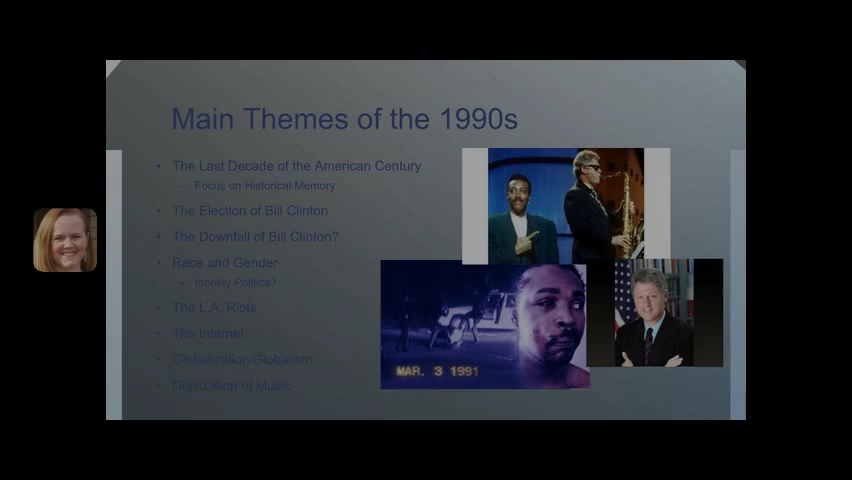 Main Themes of the 1990s
• The Last Decade of the American Century
– Focus on Historical Memory
• The Election of Bill Clinton
• The Downfall of Bill Clinton?
• Race and Gender
– Identity Politics?
• The L.A. Riots
• The Internet
• Globalization/Globalism
• Digitization of Music
MAR. 3 1991